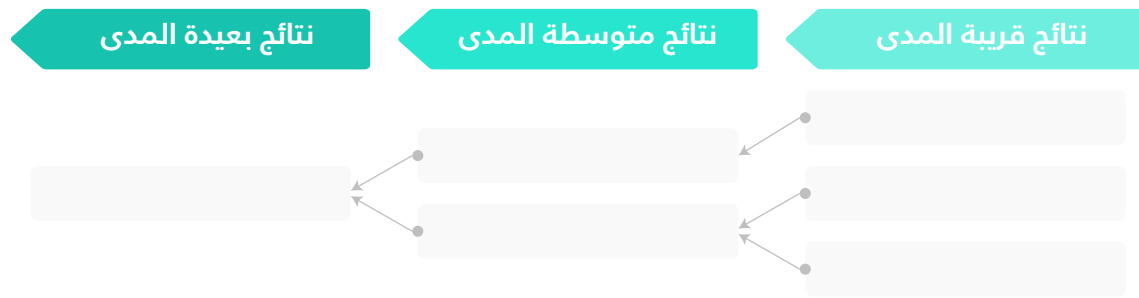 نتائج قريبة المدى
نتائج متوسطة المدى
نتائج بعيدة المدى